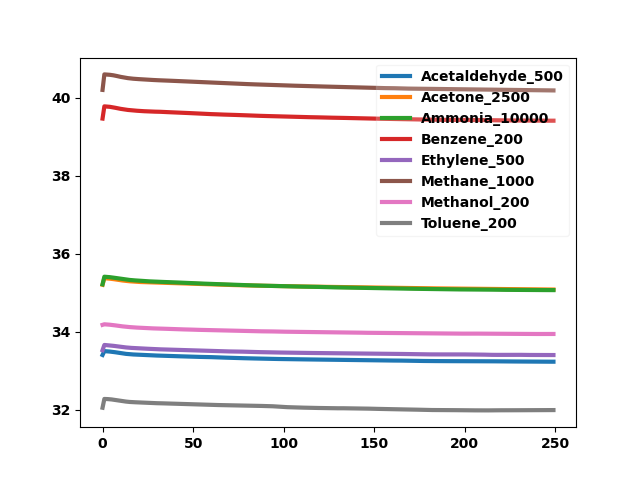 Acetaldehyde_500
Acetone_2500
Ammonia_10000
Benzene_200
Ethylene_500
Methane_1000
Methanol_200
Toluene_200
40
38
36
34
32
0 50 100 150 200 250